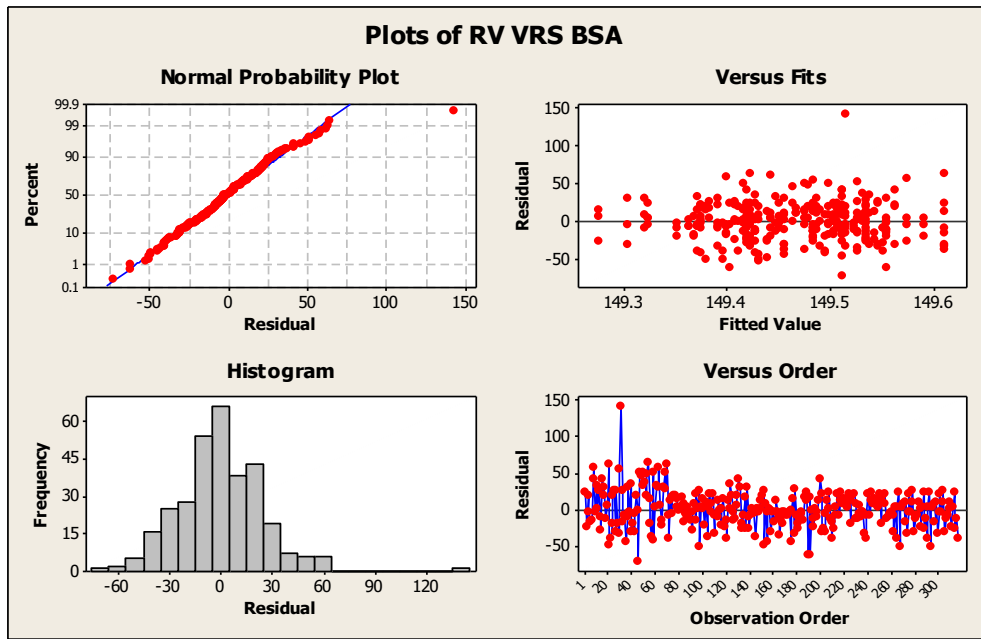 Plots of RV VRS BSA
Normal Probability Plot
99.9
99
90
50
10
1
0.1
Percent
-50 0 50 100 150
Residual
Versus Fits
150
100
50
0
-50
Residual
149.3 149.4 149.5 149.6
Fitted Value
Histogram
60
45
30
15
0
Frequency
-60 -30 0 30 60 90 120
Residual
Versus Order
150
100
50
0
-50
Residual
1 20 40 60 80 100 120 140 160 180 200 220 240 260 280 300
Observation Order